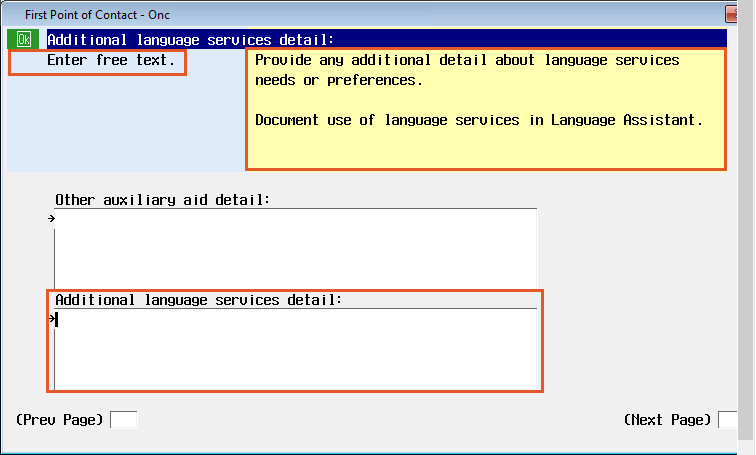 First Point of Contact - Onc
Ok Additional language services detail:
Enter free text.
Provide any additional detail about language services
needs or preferences.
Document use of language services in Language Assistant.
Other auxiliary aid detail:
Additional language services detail:
(Prev Page)
(Next Page)